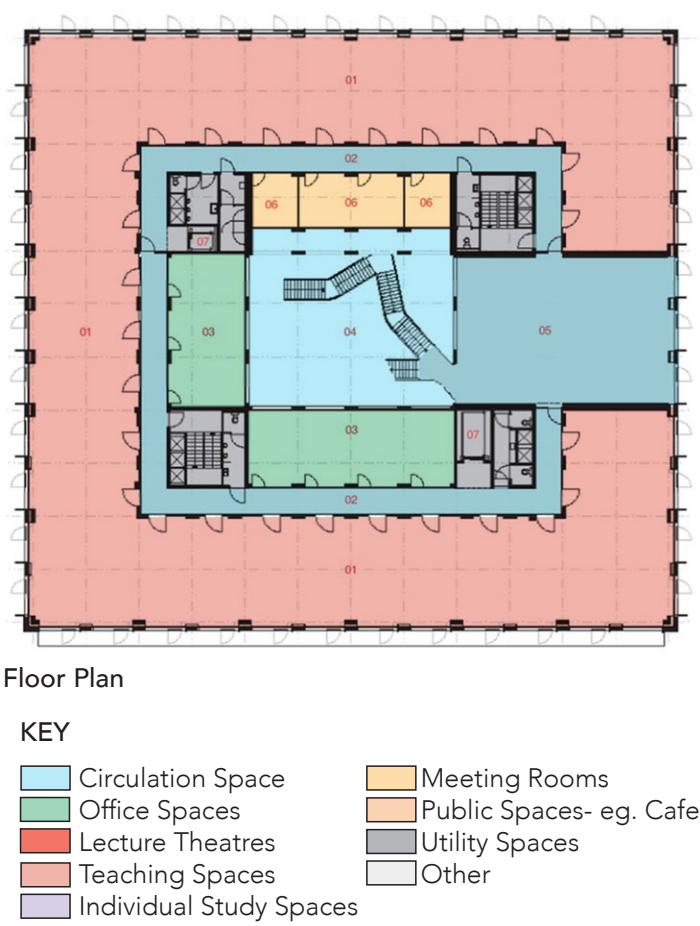 01
02
06 06 06
07
01 03 04 05
03
07
02
01
Floor Plan
KEY
Circulation Space
Office Spaces
Lecture Theatres
Teaching Spaces
Individual Study Spaces
Meeting Rooms
Public Spaces- eg. Cafe
Utility Spaces
Other